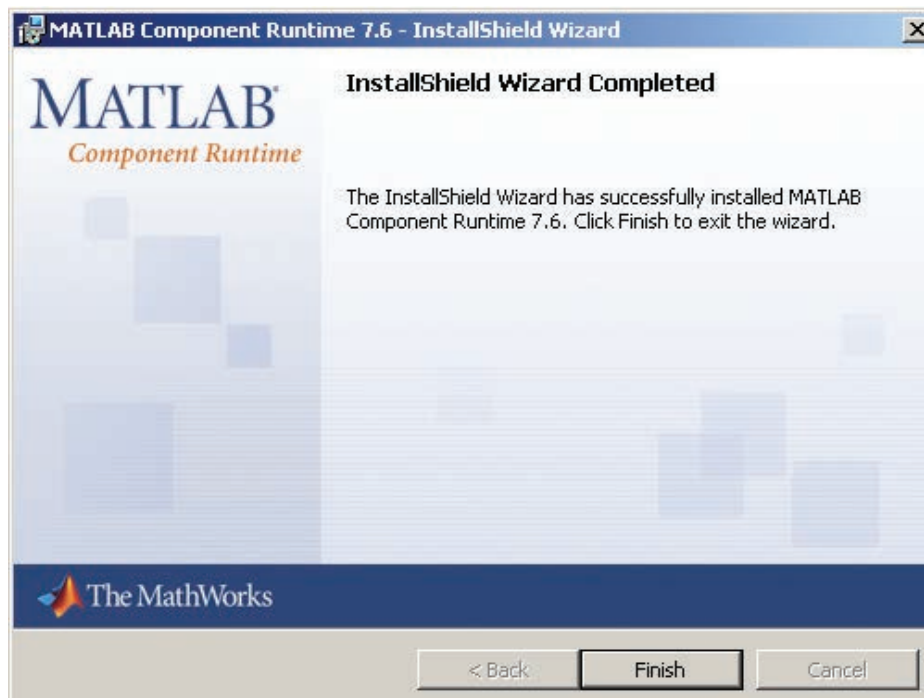 MATLAB Component Runtime 7.6 - InstallShield Wizard
MATLAB®
Component Runtime
InstallShield Wizard Completed
The InstallShield Wizard has successfully installed MATLAB
Component Runtime 7.6. Click Finish to exit the wizard.
The MathWorks
< Back
Finish
Cancel